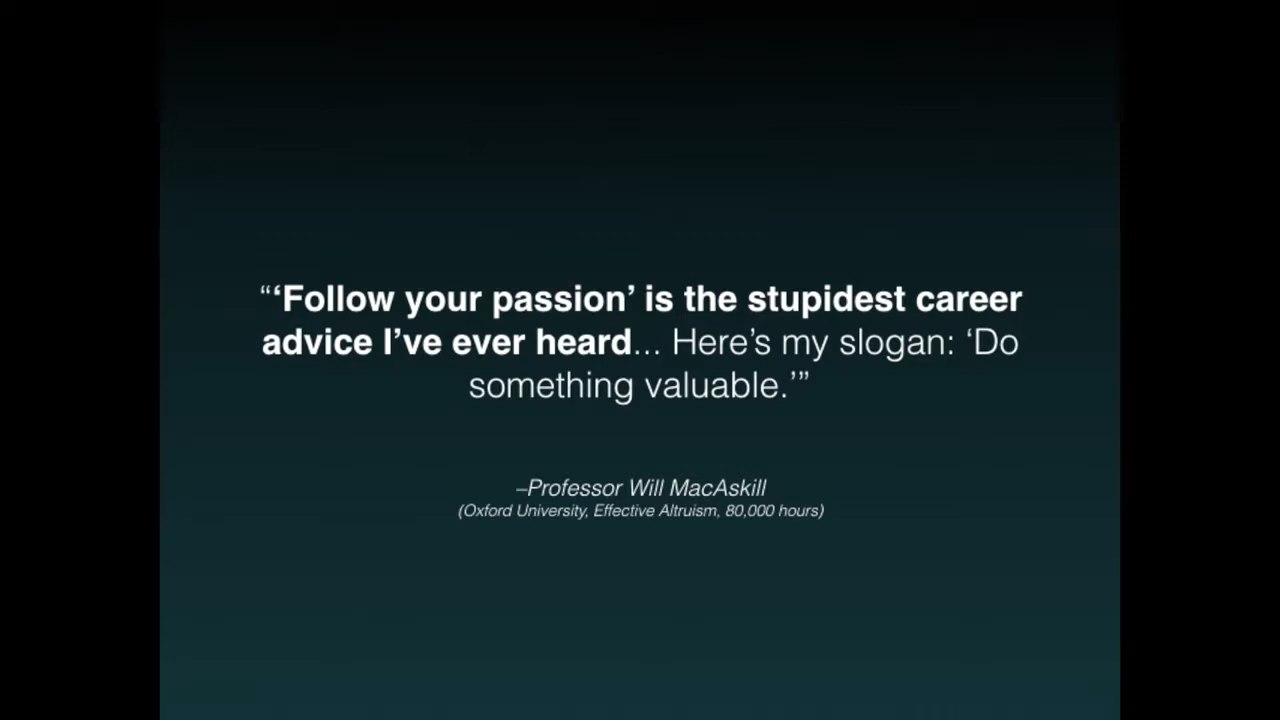 “‘Follow your passion’ is the stupidest career
advice I’ve ever heard... Here’s my slogan: ‘Do
something valuable.’”
–Professor Will MacAskill
(Oxford University, Effective Altruism, 80,000 hours)